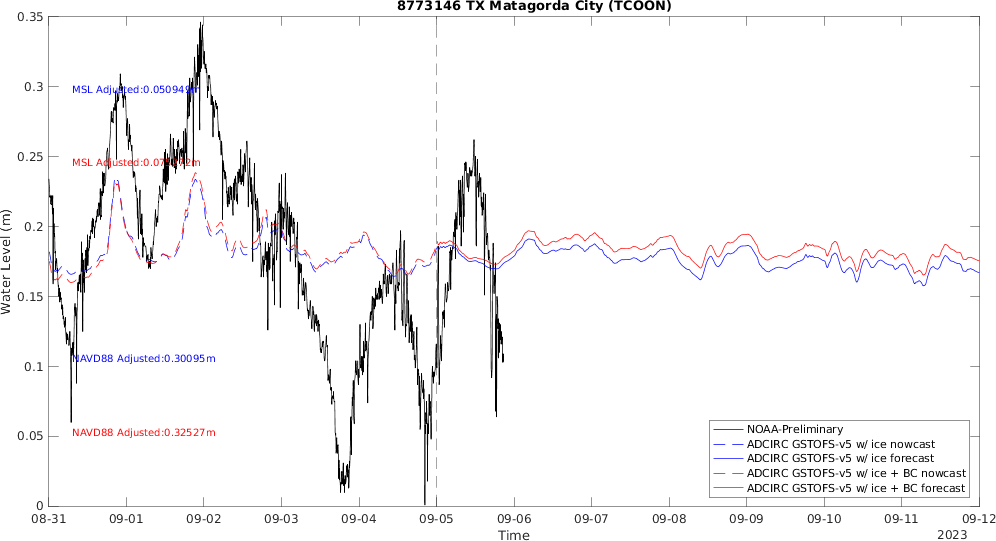 8773146 TX Matagorda City (TCOON)
0.35
0.3
0.25
0.2
0.15
0.1
0.05
0
Water Level (m)
MSL Adjusted:0.050949m
MSL Adjusted:
NAVD88 Adjusted:0.30095m
NAVD88 Adjusted:0.32527m
NOAA-Preliminary
ADCIRC GSTOFS-v5 w/ ice nowcast
ADCIRC GSTOFS-v5 w/ ice forecast
ADCIRC GSTOFS-v5 w/ ice + BC nowcast
ADCIRC GSTOFS-v5 w/ ice + BC forecast
08-31 09-01 09-02 09-03 09-04 09-05 09-06 09-07 09-08 09-09 09-10 09-11 09-12
Time
2023